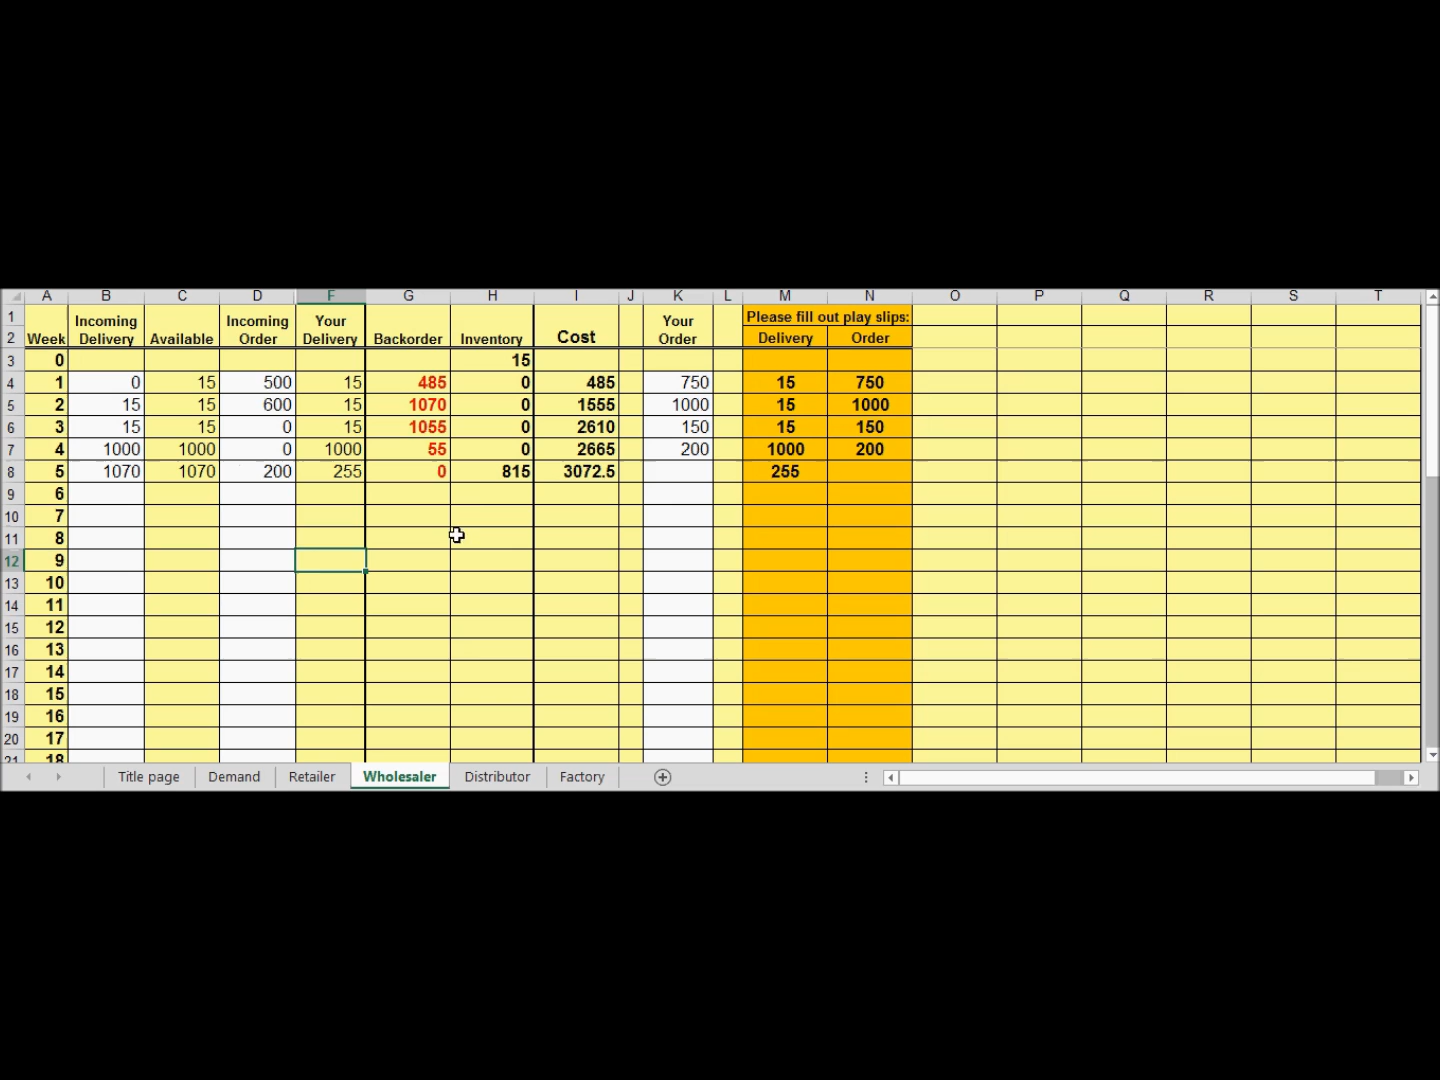 A B C D F G H I J K L M N O P Q R S T
1 Incoming Incoming Your Your Please fill out play slips:
2 Week Delivery Available Order Delivery Backorder Inventory Cost Order Delivery Order
3 0 15
4 1 0 15 500 15 485 0 485 750 15 750
5 2 15 15 600 15 1070 0 1555 1000 15 1000
6 3 15 15 0 15 1055 0 2610 150 15 150
7 4 1000 1000 0 1000 55 0 2665 200 1000 200
8 5 1070 1070 200 255 0 815 3072.5 255
9 6
10 7
11 8
12 9
13 10
14 11
15 12
16 13
17 14
18 15
19 16
20 17
21 18
Title page Demand Retailer Wholesaler Distributor Factory